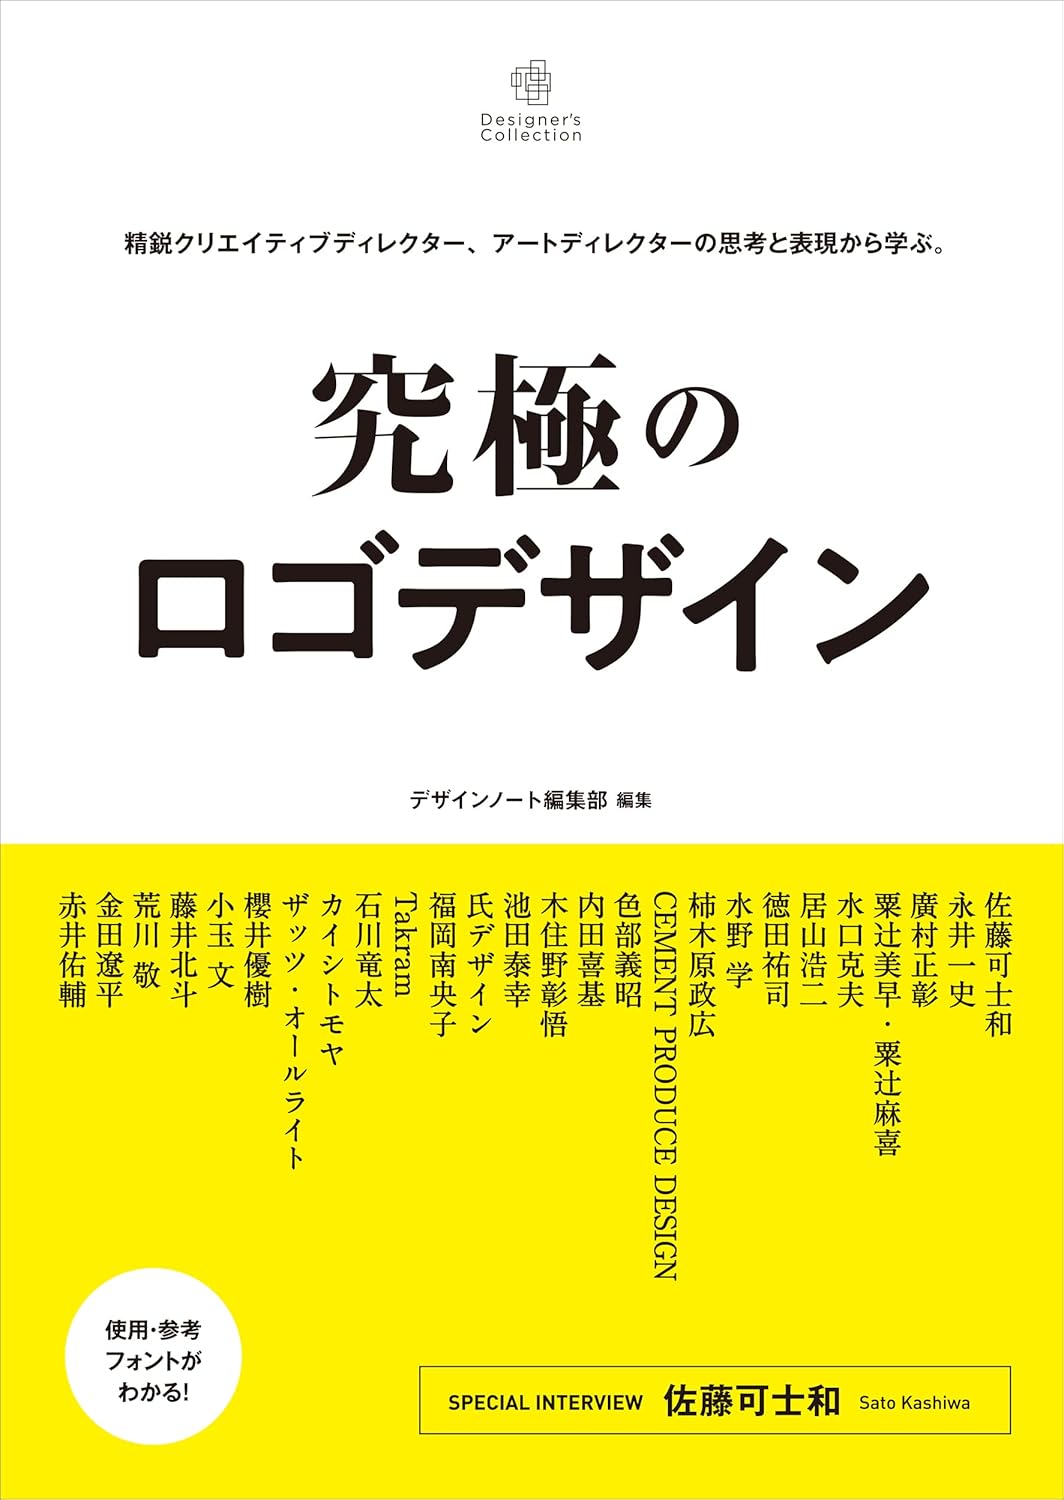 Designer's
Collection
精鋭クリエイティブディレクター、アートディレクターの思考と表現から学ぶ。
究極の
ロゴデザイン
デザインノート編集部 編集
佐藤可士和
永井一史
廣村正彰
粟辻美早・粟辻麻喜
水口克夫
居山浩二
徳田祐司
水野 学
柿木原政広
CEMENT PRODUCE DESIGN
色部義昭
内田喜基
木住野彰悟
池田泰幸
氏デザイン
福岡南央子
Takram
石川竜太
カイシトモヤ
ザッツ・オールライト
櫻井優樹
小玉 文
藤井北斗
荒川 敬
金田遼平
赤井佑輔
使用・参考
フォントが
わかる!
SPECIAL INTERVIEW 佐藤可士和 Sato Kashiwa